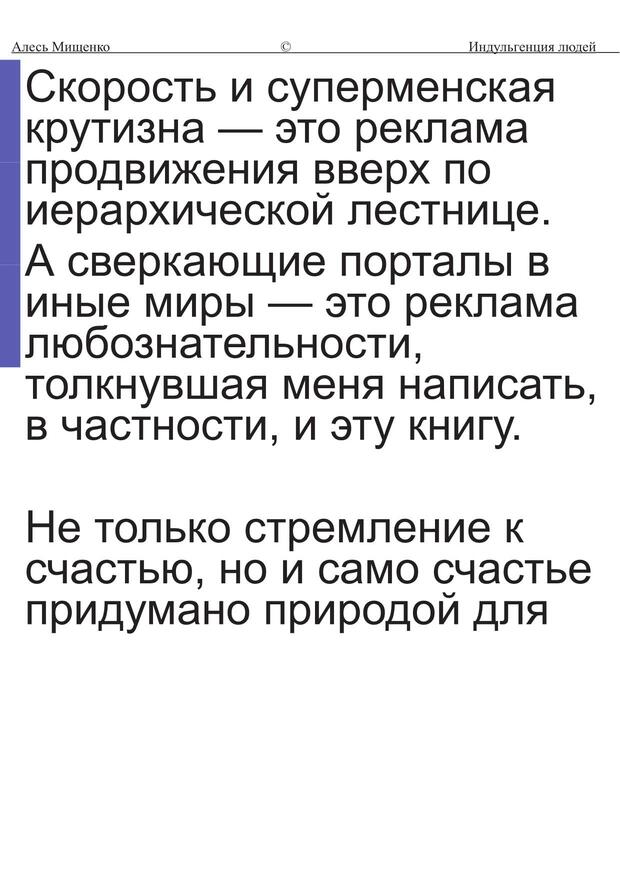 Алесь Мищенко © Индульгенция людей
Скорость и суперменская
крутизна — это реклама
продвижения вверх по
иерархической лестнице.
А сверкающие порталы в
иные миры — это реклама
любознательности,
толкнувшая меня написать,
в частности, и эту книгу.
Не только стремление к
счастью, но и само счастье
придумано природой для